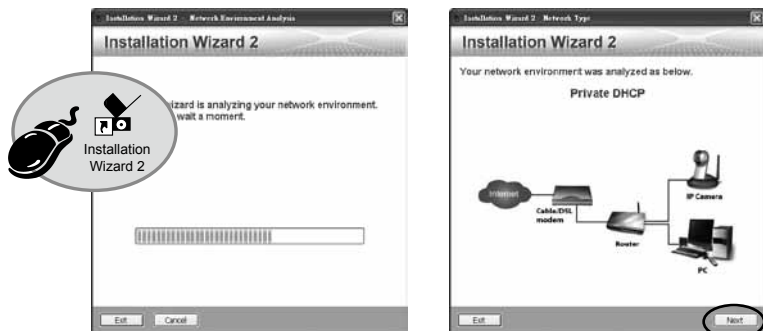 Installation Wizard 2 - Network Environment Analysis
Installation Wizard 2
izard is analyzing your network environment.
wait a moment.
Installation
Wizard 2
Exit
Cancel
Installation Wizard 2 Network Type
Installation Wizard 2
Your network environment was analyzed as below.
Private DHCP
Internet
Cable/DSL
modem
IP Camera
Router
PC
Exit
Next